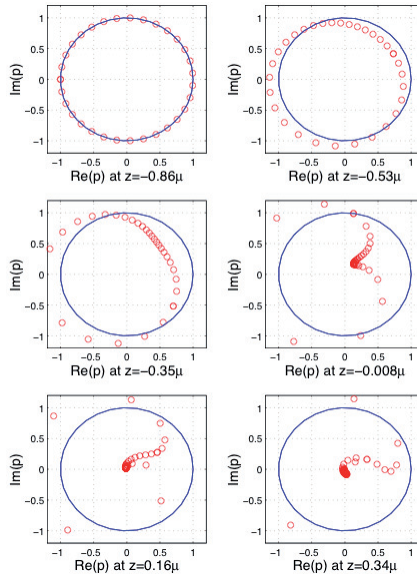 1
0.5
0
−0.5
−1
−1 −0.5 0 0.5 1
Im(p)
Re(p) at z=−0.86μ
1
0.5
0
−0.5
−1
−1 −0.5 0 0.5 1
Im(p)
Re(p) at z=−0.53μ
1
0.5
0
−0.5
−1
−1 −0.5 0 0.5 1
Im(p)
Re(p) at z=−0.35μ
1
0.5
0
−0.5
−1
−1 −0.5 0 0.5 1
Im(p)
Re(p) at z=−0.008μ
1
0.5
0
−0.5
−1
−1 −0.5 0 0.5 1
Im(p)
Re(p) at z=0.16μ
1
0.5
0
−0.5
−1
−1 −0.5 0 0.5 1
Im(p)
Re(p) at z=0.34μ